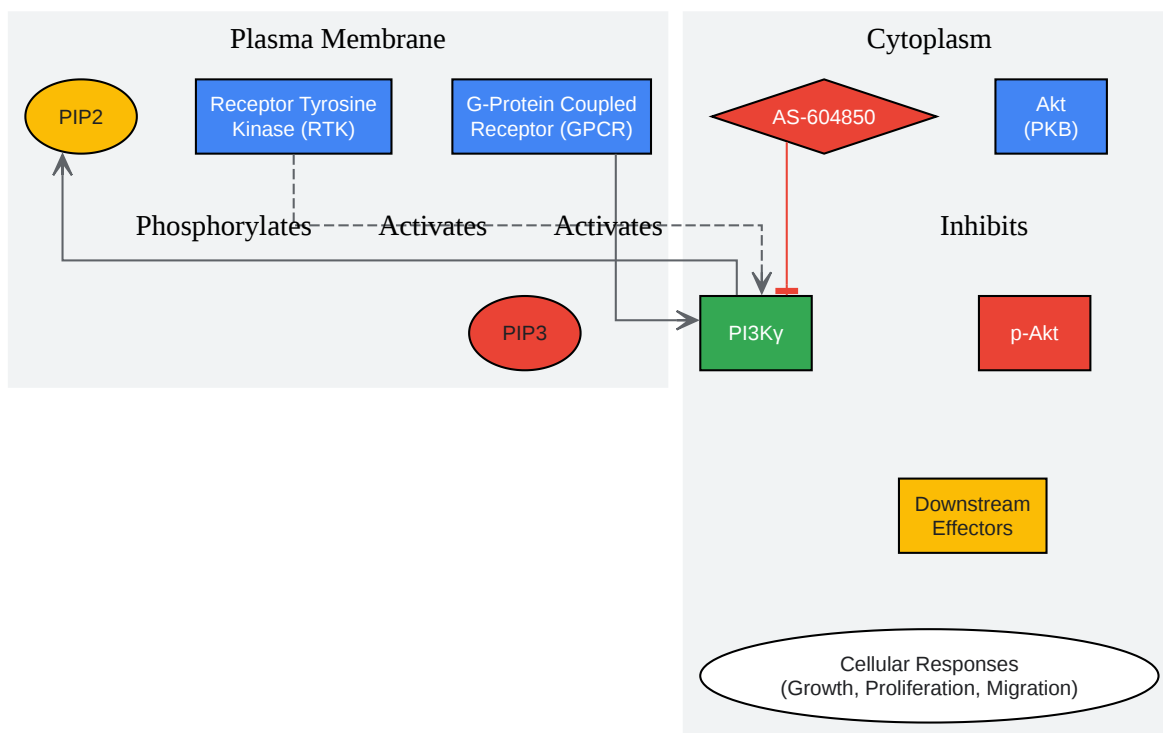 Plasma Membrane
Cytoplasm
PIP2
Receptor Tyrosine
Kinase (RTK)
G-Protein Coupled
Receptor (GPCR)
AS-604850
Akt
(PKB)
Phosphorylates
Activates
Activates
Inhibits
PIP3
PI3Kγ
p-Akt
Downstream
Effectors
Cellular Responses
(Growth, Proliferation, Migration)